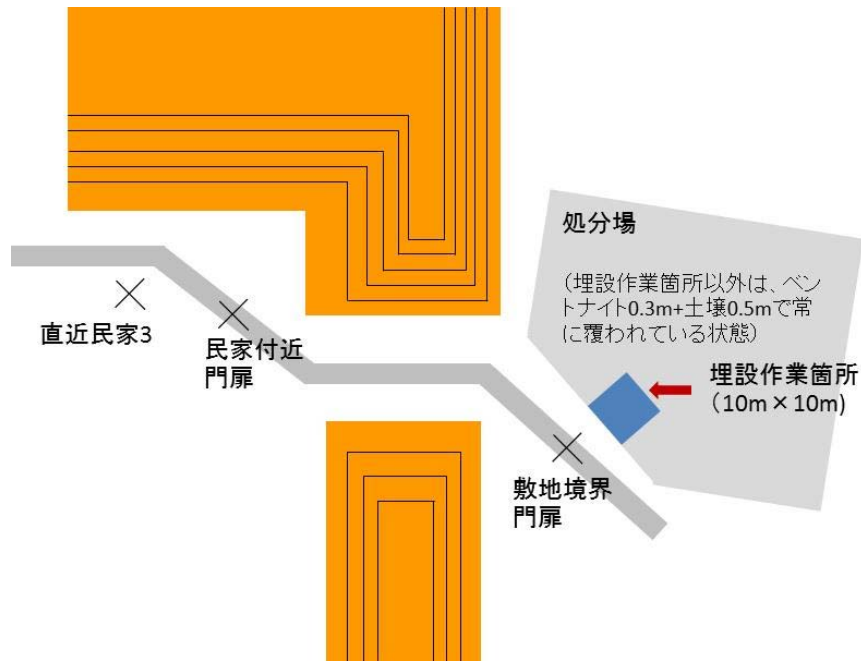 処分場
（埋設作業箇所以外は、ベン
トナイト0.3m+土壌0.5mで常
に覆われている状態）
埋設作業箇所
（10m×10m)
直近民家3
民家付近
門扉
敷地境界
門扉